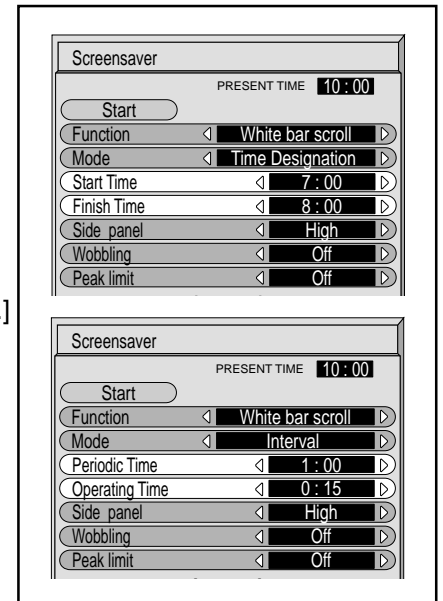 Screensaver
PRESENT TIME 10 : 00
Start
Function White bar scroll
Mode Time Designation
Start Time 7 : 00
Finish Time 8 : 00
Side panel High
Wobbling Off
Peak limit Off
]
Screensaver
PRESENT TIME 10 : 00
Start
Function White bar scroll
Mode Interval
Periodic Time 1 : 00
Operating Time 0 : 15
Side panel High
Wobbling Off
Peak limit Off